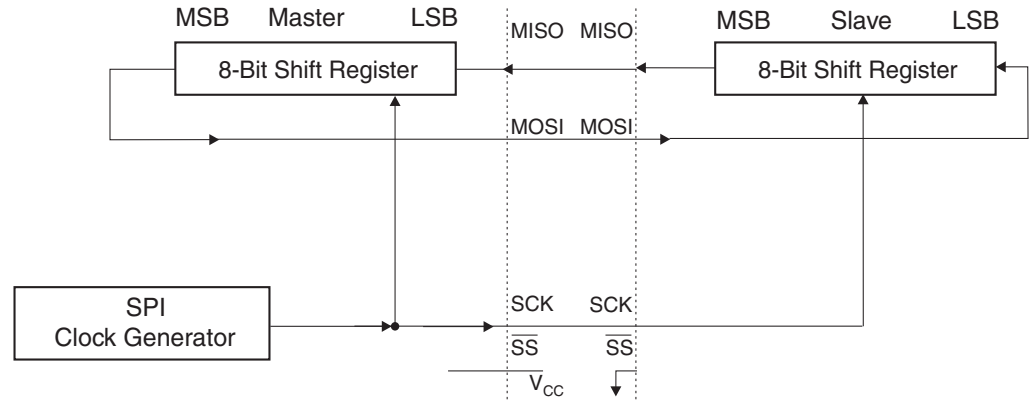 MSB Master LSB
MISO MISO
MSB Slave LSB
8-Bit Shift Register
8-Bit Shift Register
MOSI MOSI
SPI
Clock Generator
SCK SCK
SS SS
VCC